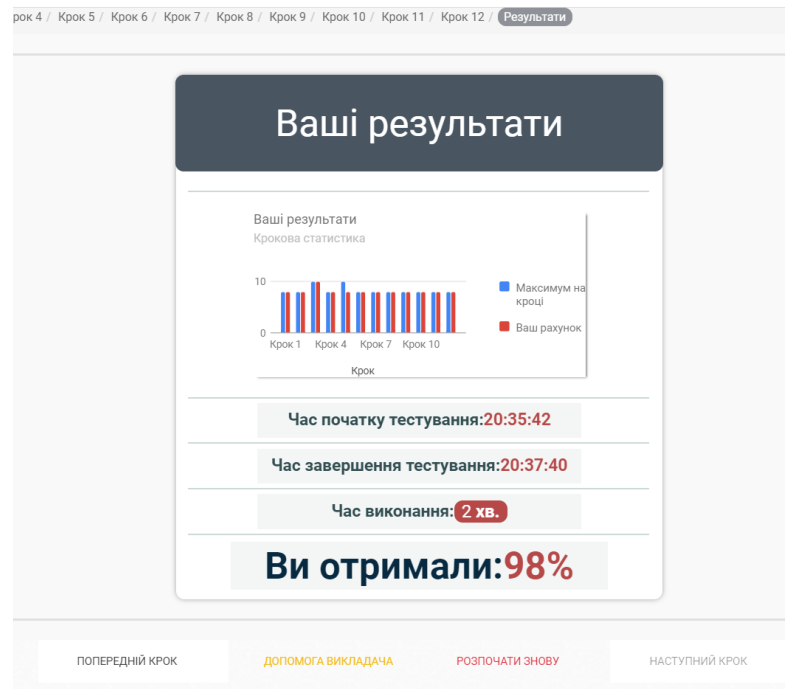 рок 4 / Крок 5 / Крок 6 / Крок 7 / Крок 8 / Крок 9 / Крок 10 / Крок 11 / Крок 12 / Результати
Ваші результати
Ваші результати
Крокова статистика
10
0
Крок 1 Крок 4 Крок 7 Крок 10
Крок
Максимум на
кроці
Ваш рахунок
Час початку тестування:20:35:42
Час завершення тестування:20:37:40
Час виконання:2 хв.
Ви отримали:98%
ПОПЕРЕДНІЙ КРОК ДОПОМОГА ВИКЛАДАЧА РОЗПОЧАТИ ЗНОВУ НАСТУПНИЙ КРОК